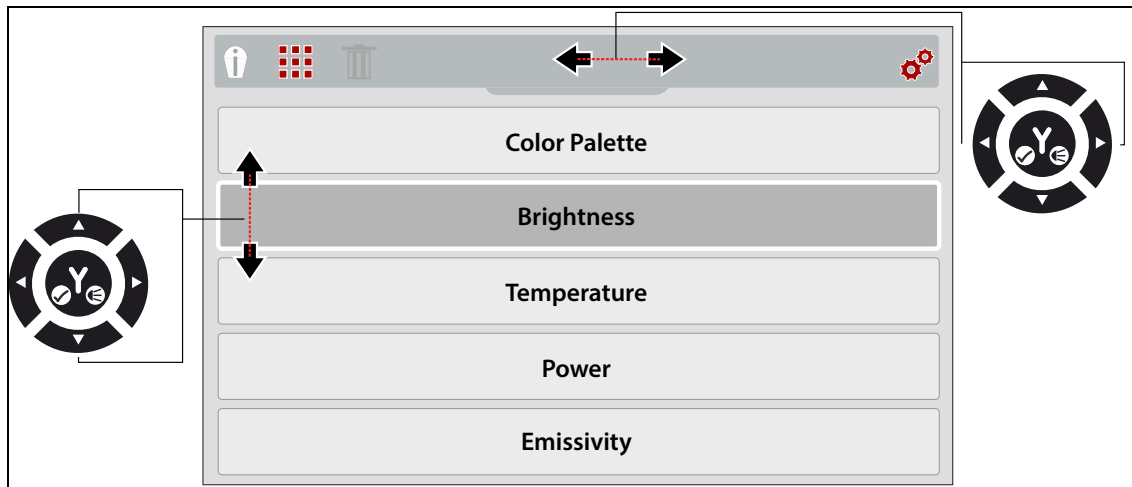 Color Palette
Brightness
Temperature
Power
Emissivity
Y
Y